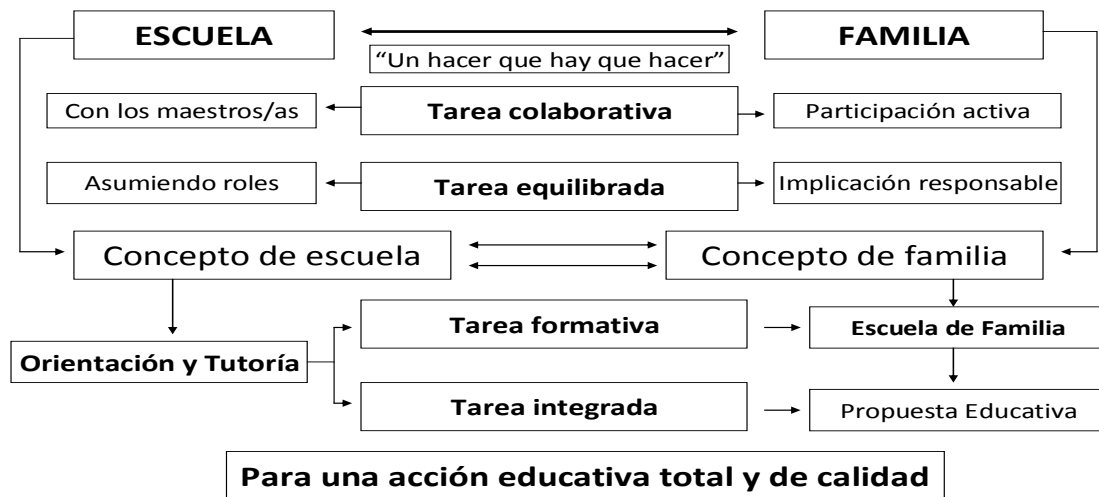 ESCUELA
FAMILIA
“Un hacer que hay que hacer”
Con los maestros/as
Tarea colaborativa
Participación activa
Asumiendo roles
Tarea equilibrada
Implicación responsable
Concepto de escuela
Concepto de familia
Tarea formativa
Escuela de Familia
Orientación y Tutoría
Tarea integrada
Propuesta Educativa
Para una acción educativa total y de calidad